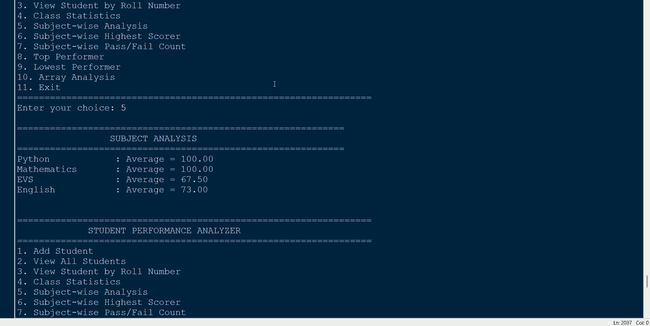 3. View Student by Roll Number
4. Class Statistics
5. Subject-wise Analysis
6. Subject-wise Highest Scorer
7. Subject-wise Pass/Fail Count
8. Top Performer
9. Lowest Performer
10. Array Analysis
11. Exit
=================================================================
Enter your choice: 5
============================================================
SUBJECT ANALYSIS
============================================================
Python : Average = 100.00
Mathematics : Average = 100.00
EVS : Average = 67.50
English : Average = 73.00
=================================================================
STUDENT PERFORMANCE ANALYZER
=================================================================
1. Add Student
2. View All Students
3. View Student by Roll Number
4. Class Statistics
5. Subject-wise Analysis
6. Subject-wise Highest Scorer
7. Subject-wise Pass/Fail Count
Ln: 2037 Col: 0